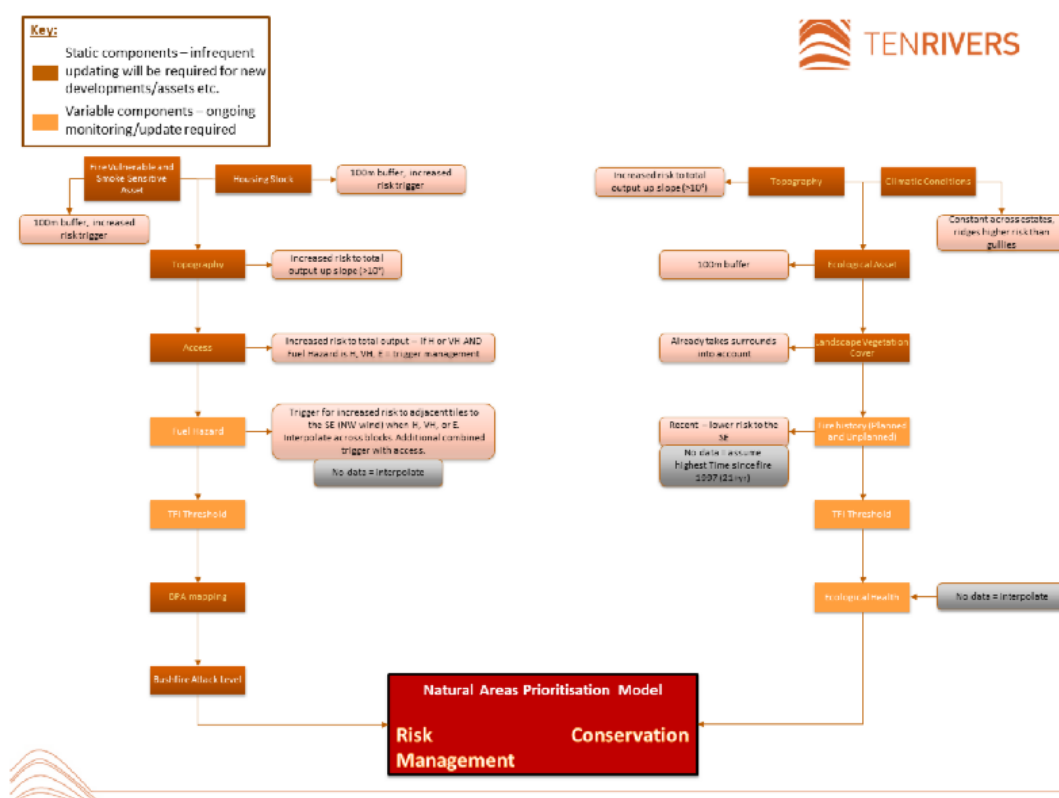 Key:
Static components – infrequent
updating will be required for new
developments/assets etc.
Variable components – ongoing
monitoring/update required
TENRIVERS
Fire Vulnerable and
Smoke Sensitive
Asset
Housing Stock
100m buffer, increased
risk trigger
100m buffer, increased
risk trigger
Topography
Increased risk to total
output up slope (>10°)
Access
Increased risk to total output – if H or VH AND
Fuel Hazard is H, VH, E = trigger management
Fuel Hazard
Trigger for increased risk to adjacent tiles to
the SE (NW wind) when H, VH, or E.
Interpolate across blocks. Additional combined
trigger with access.
No data = Interpolate
TFI Threshold
BPA mapping
Bushfire Attack Level
Increased risk to total
output up slope (>10°)
Topography
Climatic Conditions
Constant across estates,
ridges higher risk than
gullies
100m buffer
Ecological Asset
Already takes surrounds
into account
Landscape Vegetation
Cover
Recent – lower risk to the
SE
No data = assume
highest Time since fire
1997 (21 yr)
Fire history (Planned
and Unplanned)
TFI Threshold
Ecological Health
No data = Interpolate
Natural Areas Prioritisation Model
Risk Conservation
Management